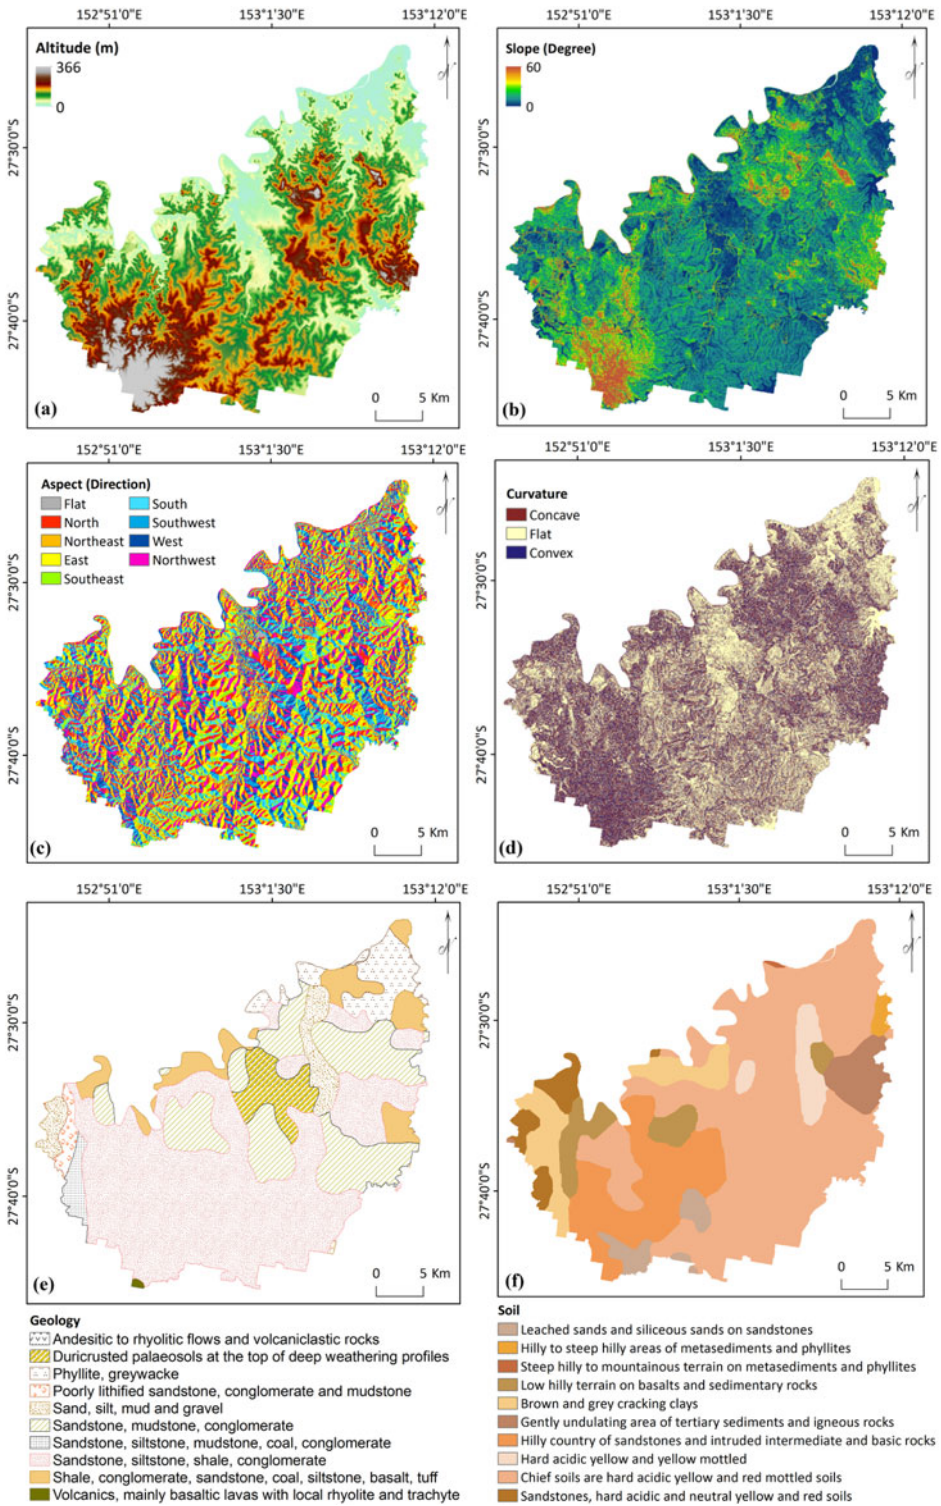 152°51'0"E 153°1'3"E 153°12'0"E
152°51'0"E 153°1'3"E 153°12'0"E
Altitude (m)
366
0
27°30'0"S
27°40'0"S
0 5 Km
(a)
Slope (Degree)
60
0
27°30'0"S
27°40'0"S
0 5 Km
(b)
152°51'0"E 153°1'3"E 153°12'0"E
152°51'0"E 153°1'3"E 153°12'0"E
Aspect (Direction)
Flat
North
Northeast
East
Southeast
South
Southwest
West
Northwest
27°30'0"S
27°40'0"S
0 5 Km
(c)
Curvature
Concave
Flat
Convex
27°30'0"S
27°40'0"S
0 5 Km
(d)
152°51'0"E 153°1'3"E 153°12'0"E
152°51'0"E 153°1'3"E 153°12'0"E
27°30'0"S
27°40'0"S
0 5 Km
(e)
27°30'0"S
27°40'0"S
0 5 Km
(f)
Geology
Andesitic to rhyolitic flows and volcaniclastic rocks
Duricrusted palaeosols at the top of deep weathering profiles
Phyllite, greywacke
Poorly lithified sandstone, conglomerate and mudstone
Sand, silt, mud and gravel
Sandstone, mudstone, conglomerate
Sandstone, siltstone, mudstone, coal, conglomerate
Sandstone, siltstone, shale, conglomerate
Shale, conglomerate, sandstone, coal, siltstone, basalt, tuff
Volcanics, mainly basaltic lavas with local rhyolite and trachyte
Soil
Leached sands and siliceous sands on sandstones
Hilly to steep hilly areas of metasediments and phyllites
Steep hilly to mountainous terrain on metasediments and phyllites
Low hilly terrain on basalts and sedimentary rocks
Brown and grey cracking clays
Gently undulating area of tertiary sediments and igneous rocks
Hilly country of sandstones and intruded intermediate and basic rocks
Hard acidic yellow and yellow mottled
Chief soils are hard acidic yellow and red mottled soils
Sandstones, hard acidic and neutral yellow and red soils